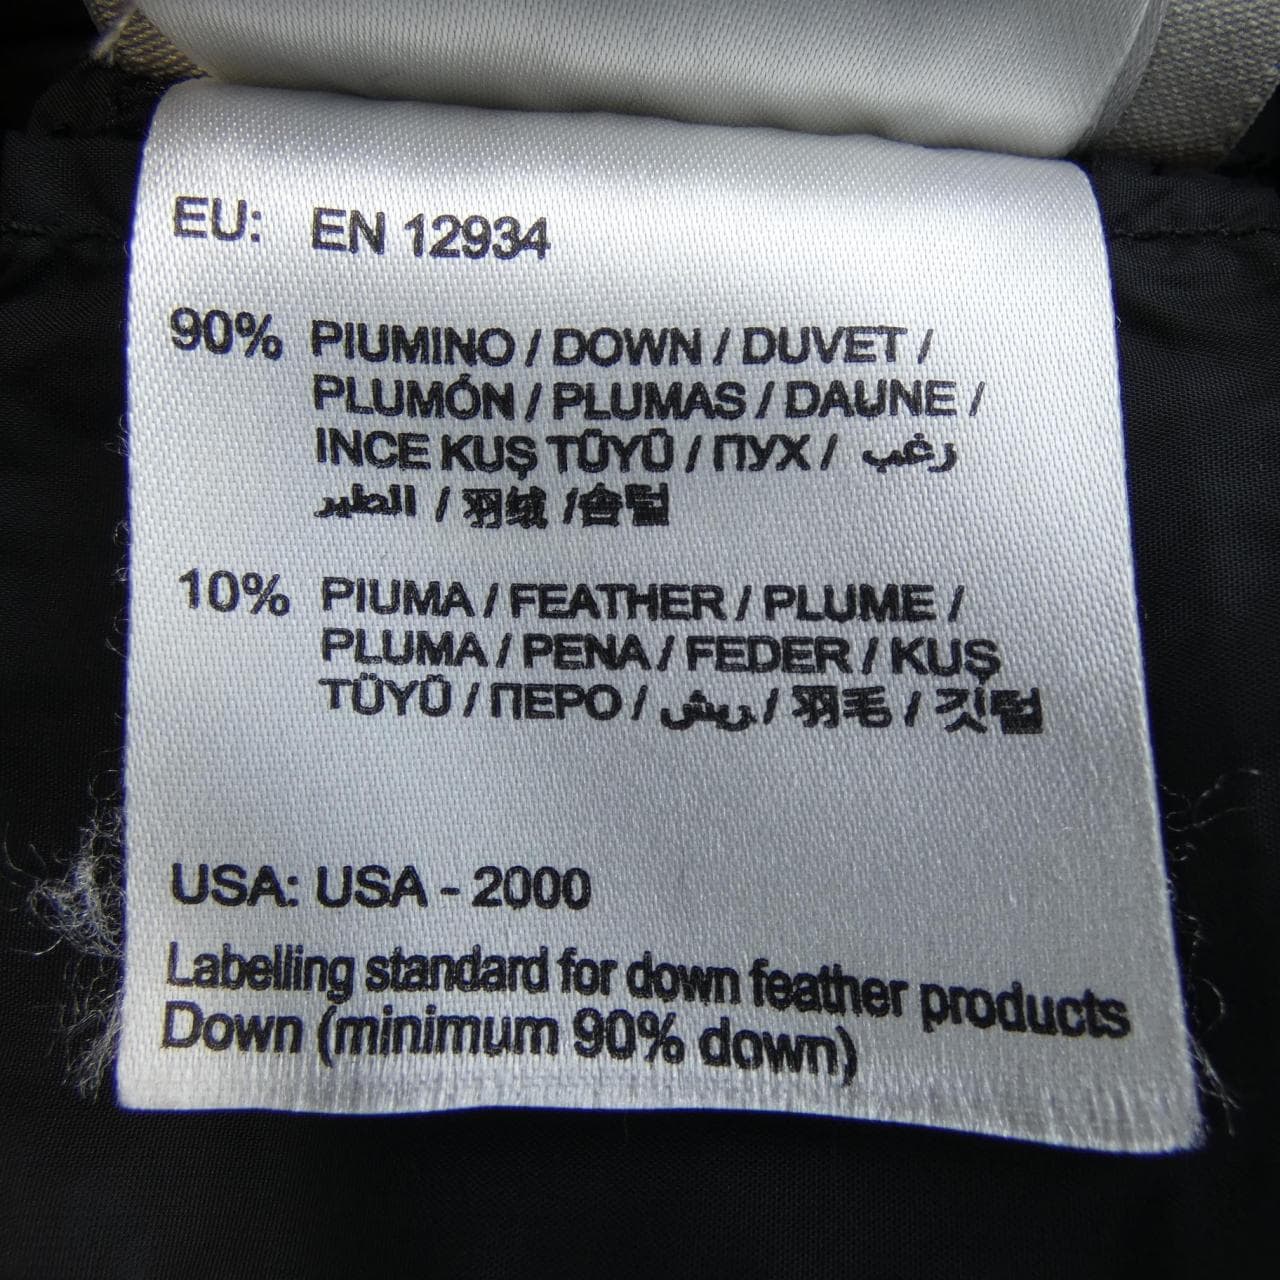 EU: EN 12934
90% PIUMINO / DOWN / DUVET /
PLUMÓN / PLUMAS / DAUNE /
INCE KUŞ TÜYÜ / ПУХ / زغب
الطير / 羽绒 / 솜털
10% PIUMA / FEATHER / PLUME /
PLUMA / PENA / FEDER / KUŞ
TÜYÜ / ПЕРО / ريش / 羽毛 / 깃털
USA: USA - 2000
Labelling standard for down feather products
Down (minimum 90% down)